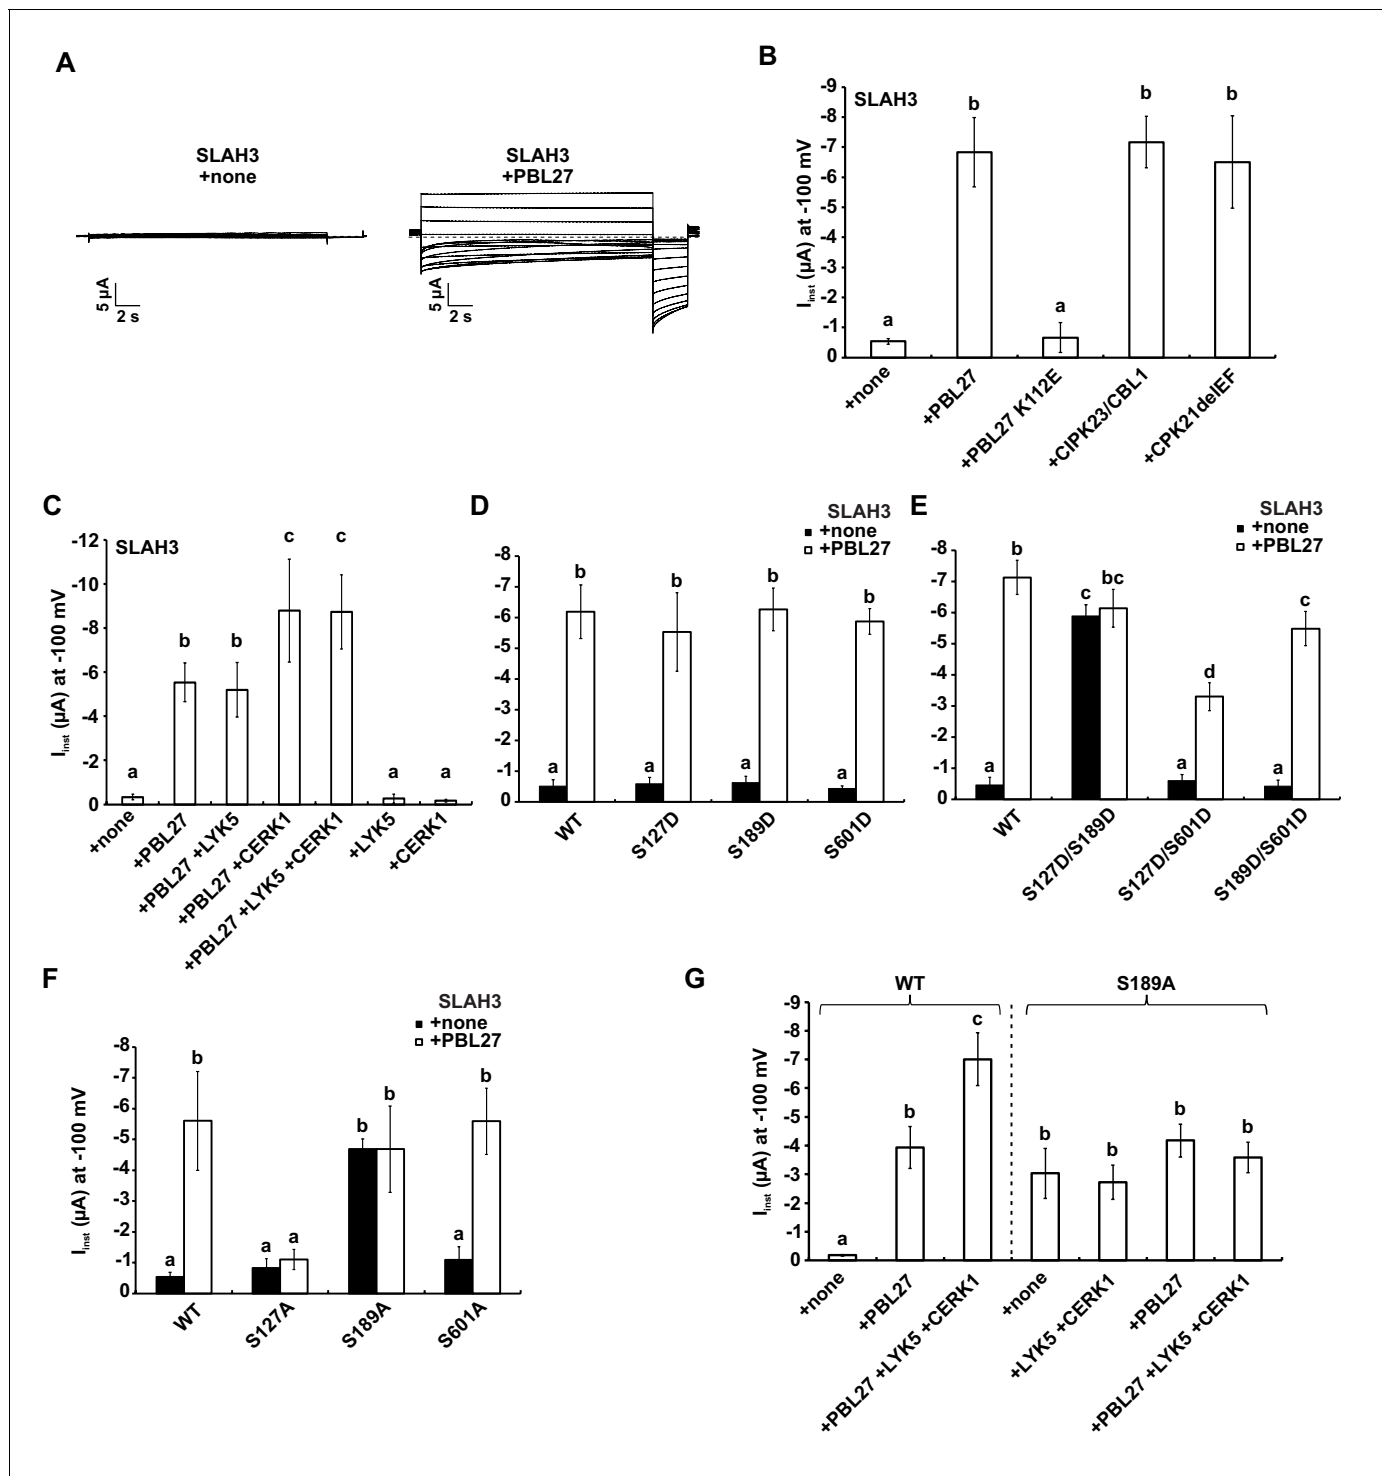 A
SLAH3
+none
5 µA
2 s
SLAH3
+PBL27
5 µA
2 s
B
SLAH3
Iinst (µA) at -100 mV
-9
-8
-7
-6
-5
-4
-3
-2
-1
0
a
b
a
b
b
+none
+PBL27
+PBL27 K112E
+CIPK23/CBL1
+CPK21delEF
C
SLAH3
Iinst (µA) at -100 mV
-12
-10
-8
-6
-4
-2
0
a
b
b
c
c
a
a
+none
+PBL27
+PBL27 +LYK5
+PBL27 +CERK1
+PBL27 +LYK5 +CERK1
+LYK5
+CERK1
D
SLAH3
+none
+PBL27
-8
-7
-6
-5
-4
-3
-2
-1
0
a
b
a
b
a
b
a
b
WT
S127D
S189D
S601D
E
SLAH3
+none
+PBL27
-8
-7
-6
-5
-4
-3
-2
-1
0
a
b
c
bc
a
d
a
c
WT
S127D/S189D
S127D/S601D
S189D/S601D
F
SLAH3
+none
+PBL27
Iinst (µA) at -100 mV
-8
-7
-6
-5
-4
-3
-2
-1
0
a
b
a
a
b
b
a
b
WT
S127A
S189A
S601A
G
WT
S189A
Iinst (µA) at -100 mV
-9
-8
-7
-6
-5
-4
-3
-2
-1
0
a
b
c
b
b
b
b
+none
+PBL27
+PBL27 +LYK5 +CERK1
+none
+LYK5 +CERK1
+PBL27
+PBL27 +LYK5 +CERK1